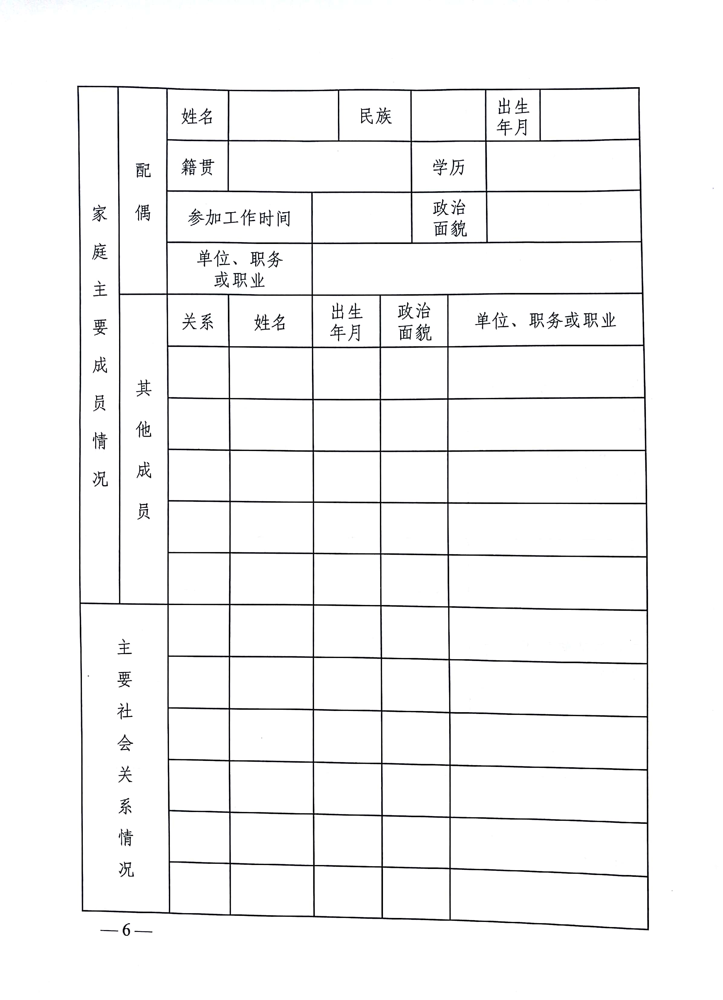 家庭主要成员情况
配偶
姓名
民族
出生
年月
籍贯
学历
参加工作时间
政治
面貌
单位、职务
或职业
其他成员
关系
姓名
出生
年月
政治
面貌
单位、职务或职业
主要社会关系情况
—6—